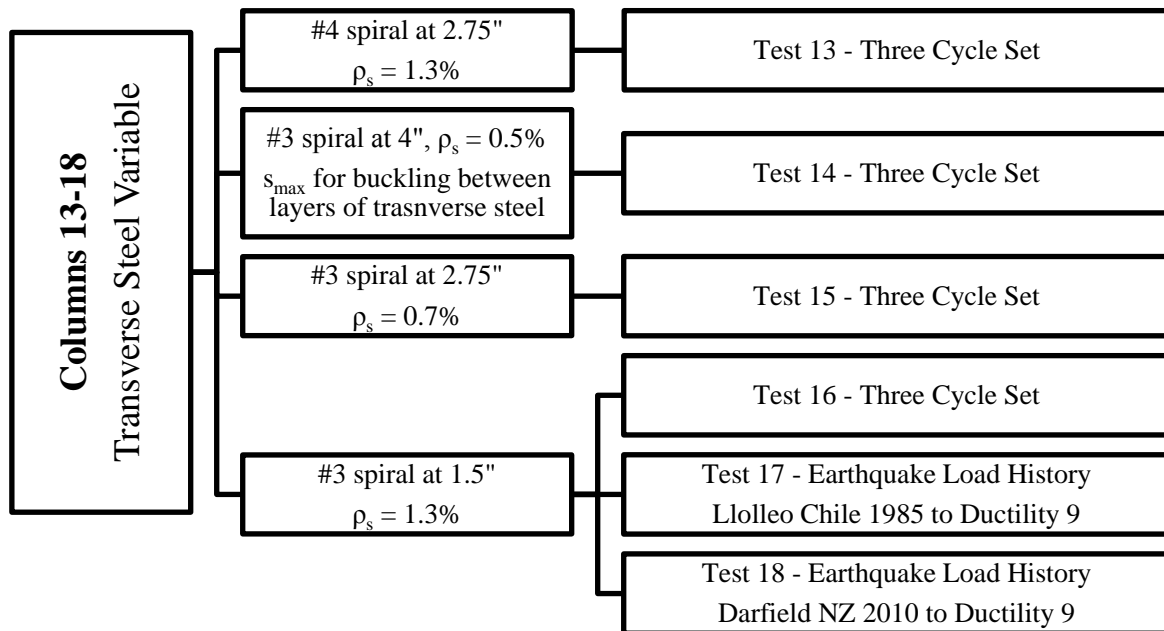 Columns 13-18
Transverse Steel Variable
#4 spiral at 2.75"
ρs = 1.3%
Test 13 - Three Cycle Set
#3 spiral at 4", ρs = 0.5%
smax for buckling between
layers of trasnverse steel
Test 14 - Three Cycle Set
#3 spiral at 2.75"
ρs = 0.7%
Test 15 - Three Cycle Set
#3 spiral at 1.5"
ρs = 1.3%
Test 16 - Three Cycle Set
Test 17 - Earthquake Load History
Llolleo Chile 1985 to Ductility 9
Test 18 - Earthquake Load History
Darfield NZ 2010 to Ductility 9